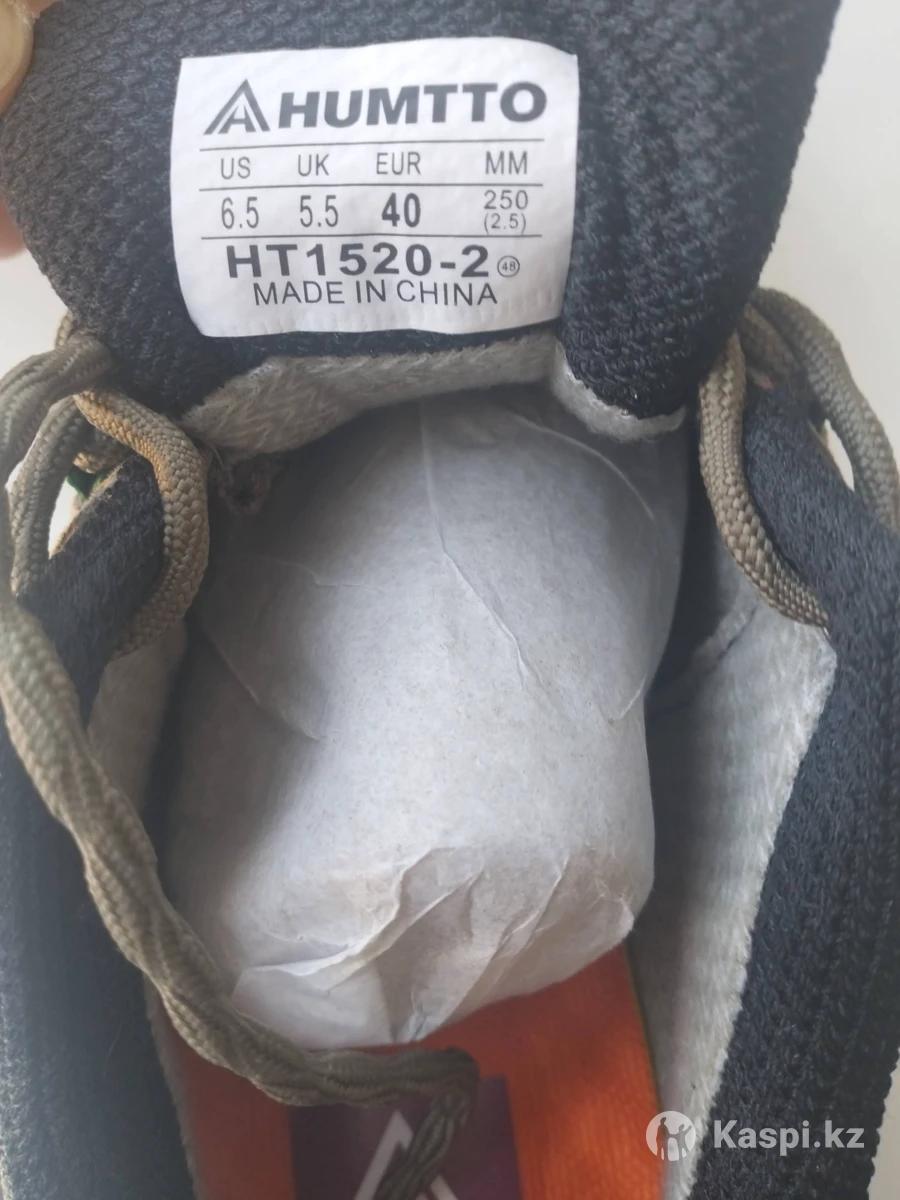 HUMTTO
US UK EUR MM
6.5 5.5 40 250
(2.5)
HT1520-2 48
MADE IN CHINA
Kaspi.kz